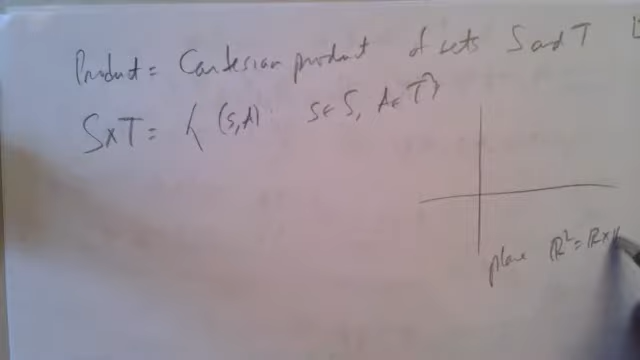 Product = Cartesian product of sets S and T
S×T = { (s,t) : s∈S, t∈T }
plane ℝ² = ℝ×